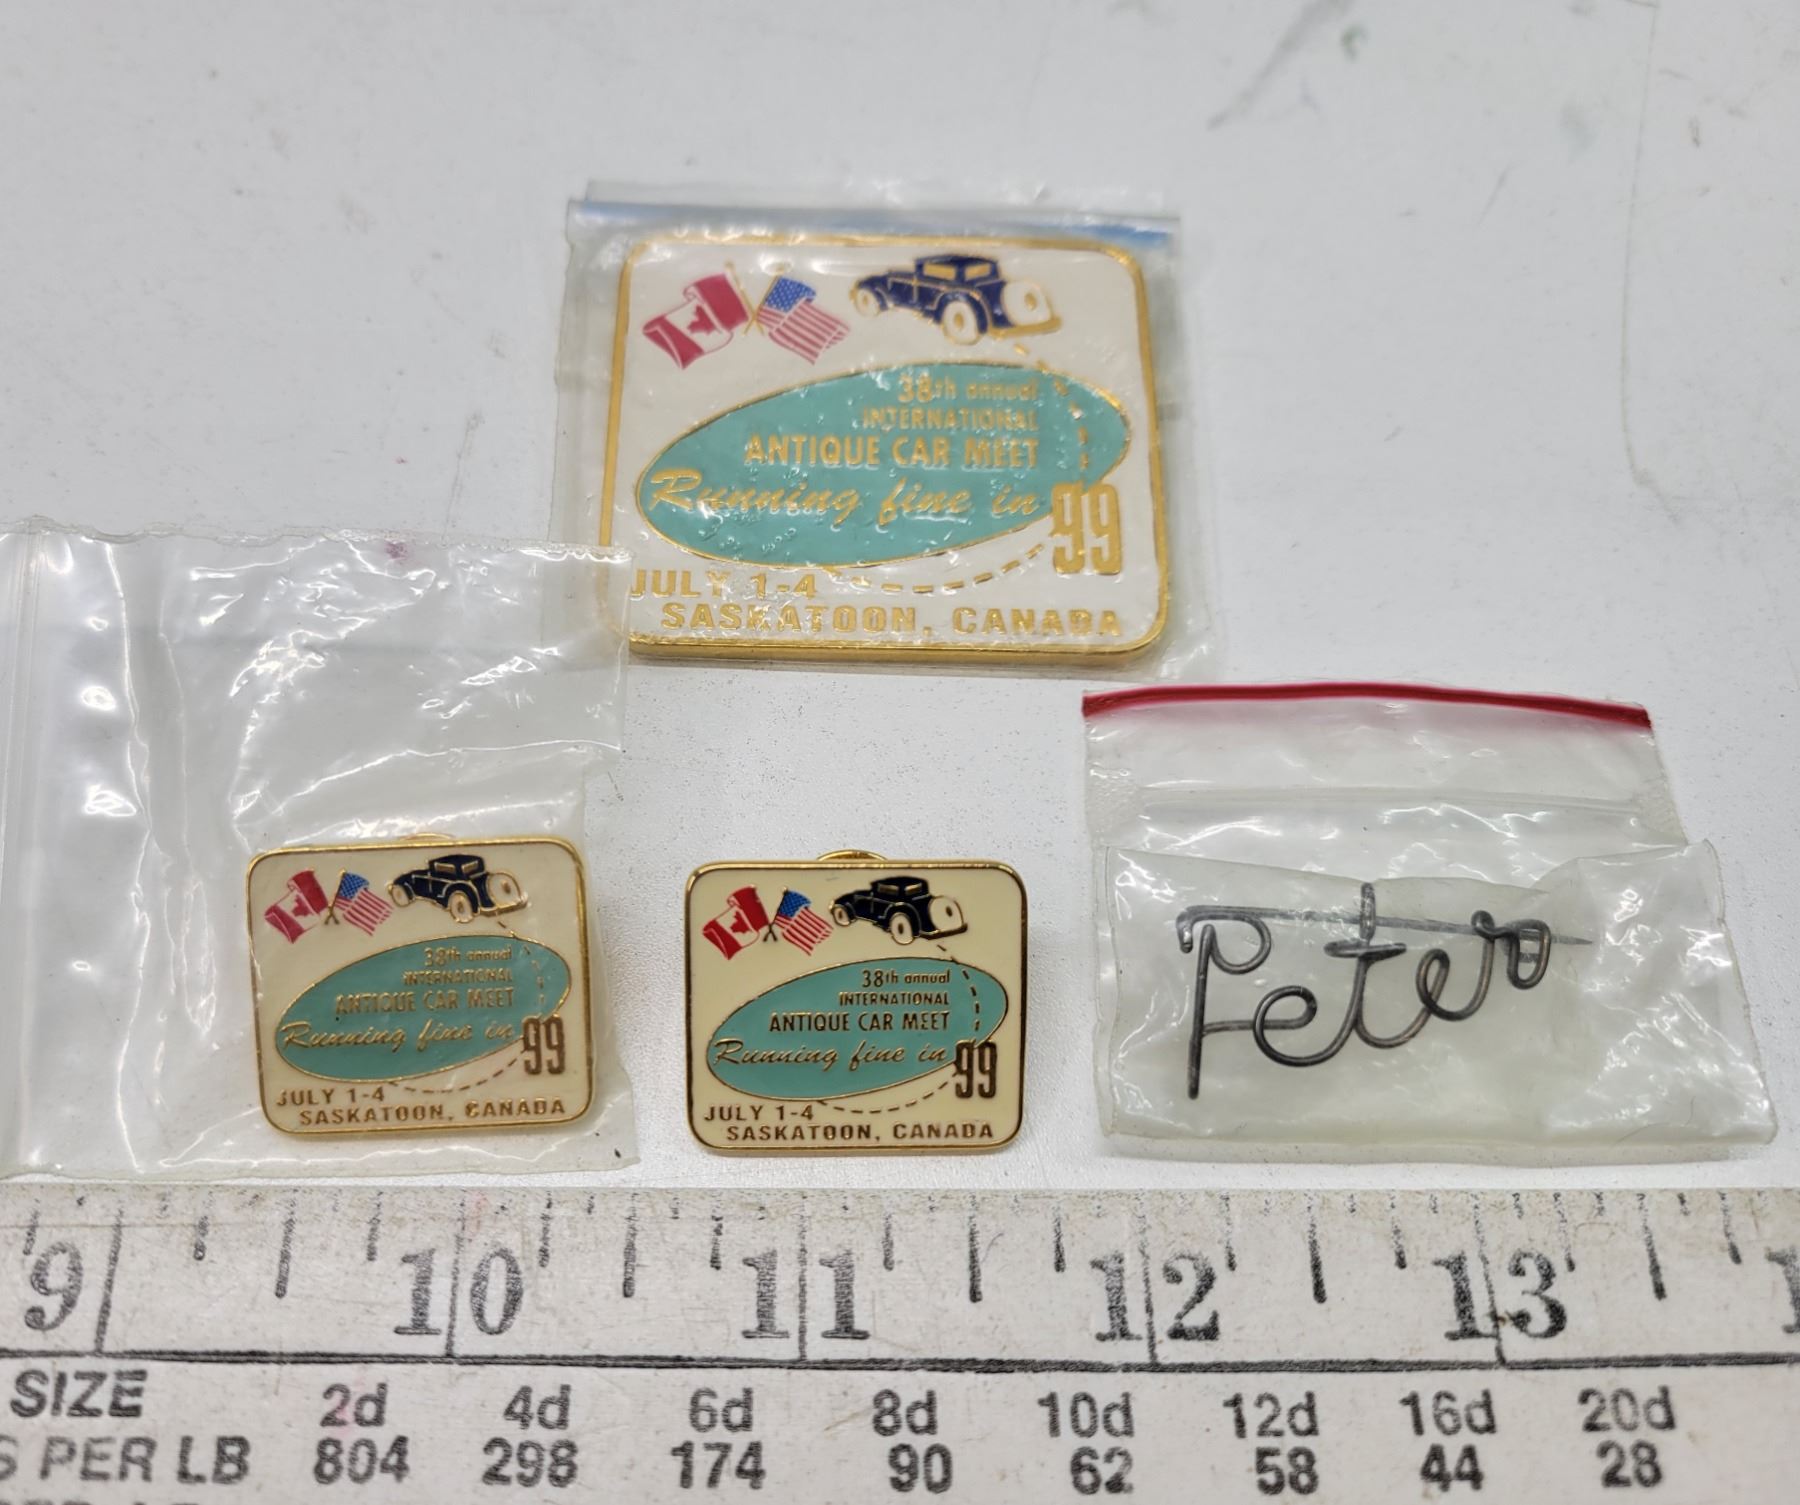 38th annual
INTERNATIONAL
ANTIQUE CAR MEET
Running fine in 99
JULY 1-4
SASKATOON, CANADA
38th annual
INTERNATIONAL
ANTIQUE CAR MEET
Running fine in 99
JULY 1-4
SASKATOON, CANADA
38th annual
INTERNATIONAL
ANTIQUE CAR MEET
Running fine in 99
JULY 1-4
SASKATOON, CANADA
Peter
9 10 11 12 13
SIZE 2d 4d 6d 8d 10d 12d 16d 20d
PER LB 804 298 174 90 62 58 44 28